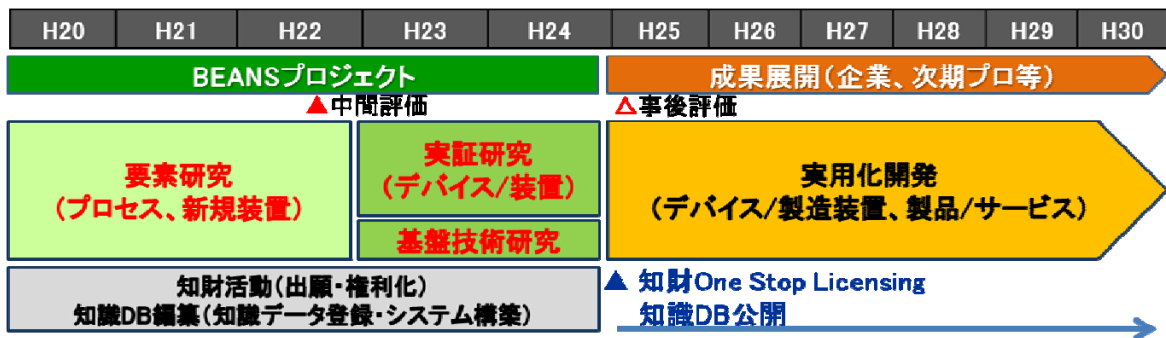 H20 H21 H22 H23 H24 H25 H26 H27 H28 H29 H30
BEANSプロジェクト
成果展開(企業、次期プロ等)
▲中間評価
△事後評価
要素研究
(プロセス、新規装置)
実証研究
(デバイス/装置)
基盤技術研究
実用化開発
(デバイス/製造装置、製品/サービス)
知財活動(出願・権利化)
知識DB編纂(知識データ登録・システム構築)
▲ 知財One Stop Licensing
知識DB公開